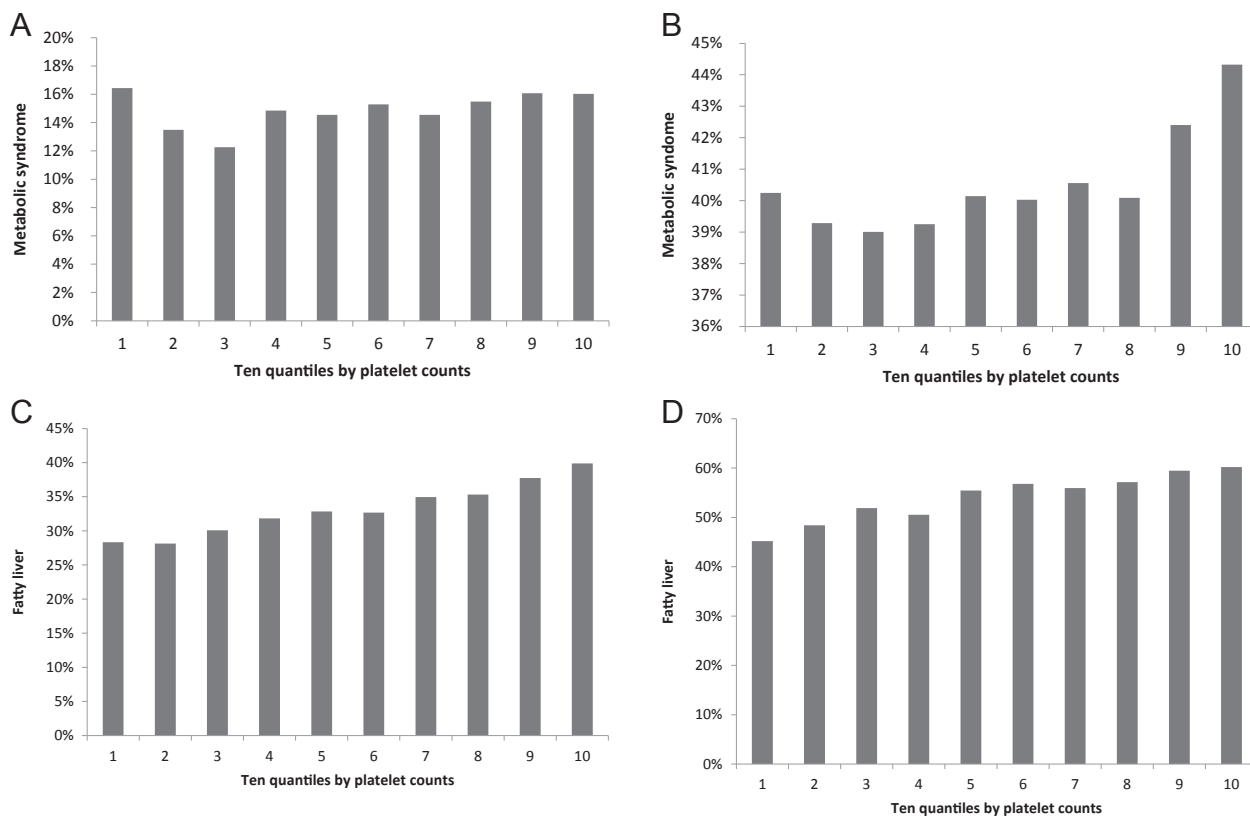 A
20%
18%
16%
14%
12%
10%
8%
6%
4%
2%
0%
Metabolic syndrome
1 2 3 4 5 6 7 8 9 10
Ten quantiles by platelet counts
B
45%
44%
43%
42%
41%
40%
39%
38%
37%
36%
Metabolic syndome
1 2 3 4 5 6 7 8 9 10
Ten quantiles by platelet counts
C
45%
40%
35%
30%
25%
20%
15%
10%
5%
0%
Fatty liver
1 2 3 4 5 6 7 8 9 10
Ten quantiles by platelet counts
D
70%
60%
50%
40%
30%
20%
10%
0%
Fatty liver
1 2 3 4 5 6 7 8 9 10
Ten quantiles by platelet counts